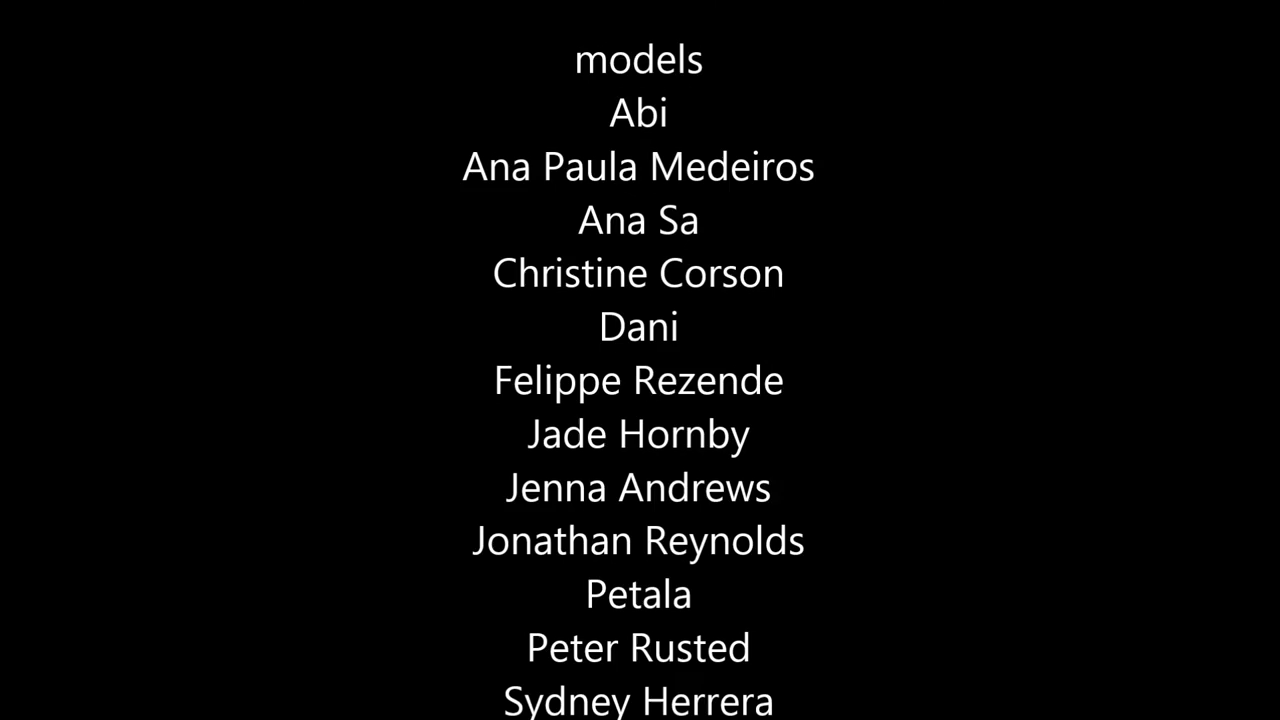 models
Abi
Ana Paula Medeiros
Ana Sa
Christine Corson
Dani
Felippe Rezende
Jade Hornby
Jenna Andrews
Jonathan Reynolds
Petala
Peter Rusted
Sydney Herrera